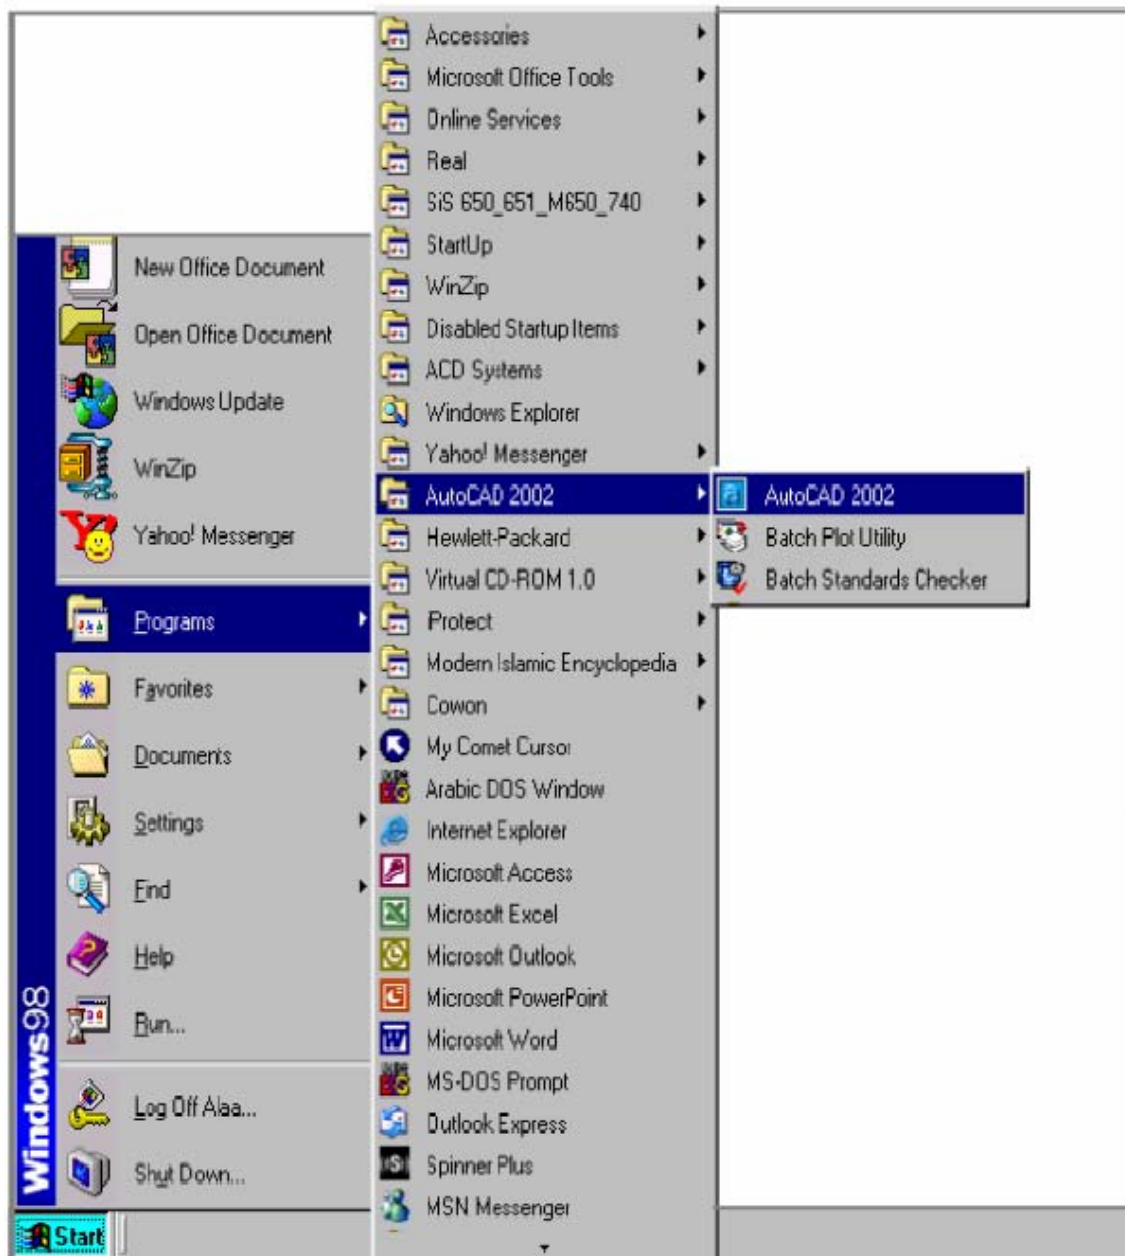 New Office Document
Open Office Document
Windows Update
WinZip
Yahoo! Messenger
Programs
Favorites
Documents
Settings
Find
Help
Run...
Log Off Alaa...
Shut Down...
Windows98
Start
Accessories
Microsoft Office Tools
Online Services
Real
SiS 650_651_M650_740
StartUp
WinZip
Disabled Startup Items
ACD Systems
Windows Explorer
Yahoo! Messenger
AutoCAD 2002
Hewlett-Packard
Virtual CD-ROM 1.0
iProtect
Modern Islamic Encyclopedia
Cowon
My Comet Cursor
Arabic DOS Window
Internet Explorer
Microsoft Access
Microsoft Excel
Microsoft Outlook
Microsoft PowerPoint
Microsoft Word
MS-DOS Prompt
Outlook Express
Spinner Plus
MSN Messenger
AutoCAD 2002
Batch Plot Utility
Batch Standards Checker